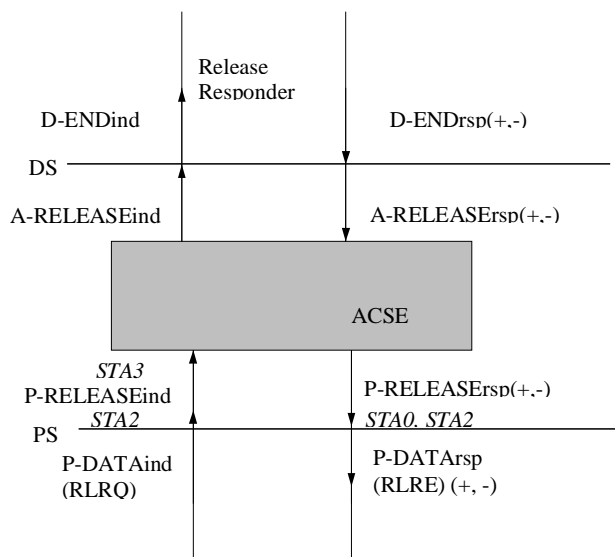 Release
Responder
D-ENDind
D-ENDrsp(+,-)
DS
A-RELEASEind
A-RELEASErsp(+,-)
ACSE
STA3
P-RELEASEind
P-RELEASErsp(+,-)
STA2
STA0, STA2
PS
P-DATAind
(RLRQ)
P-DATArsp
(RLRE) (+, -)